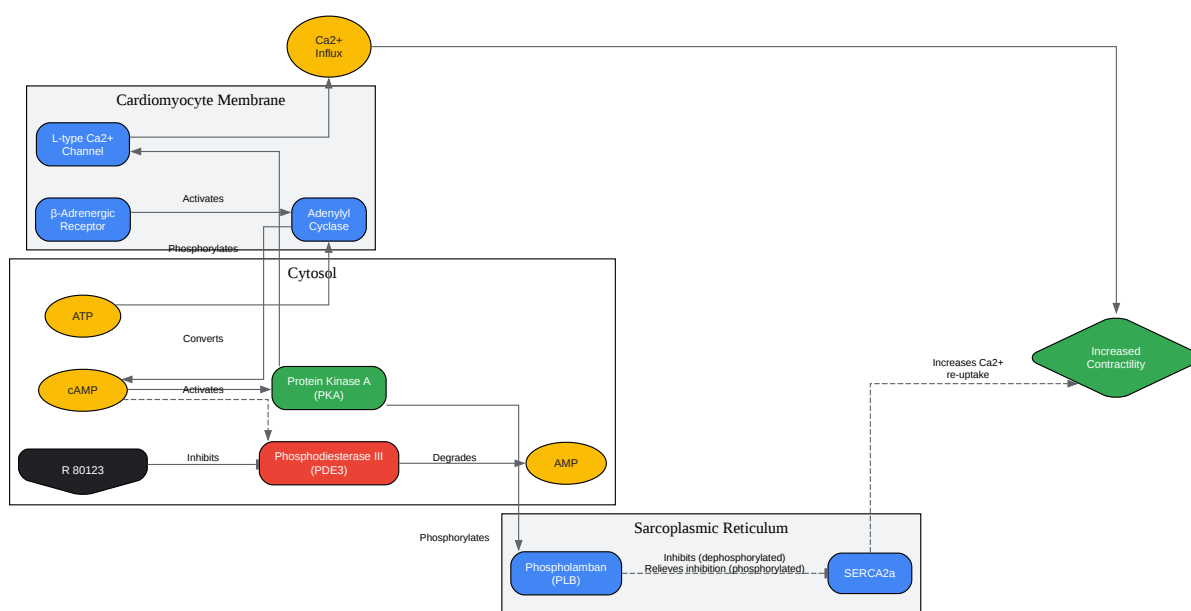 Ca2+
Influx
Cardiomyocyte Membrane
L-type Ca2+
Channel
Activates
β-Adrenergic
Receptor
Adenylyl
Cyclase
Phosphorylates
Cytosol
ATP
Converts
cAMP
Activates
Protein Kinase A
(PKA)
R 80123
Inhibits
Phosphodiesterase III
(PDE3)
Degrades
AMP
Increases Ca2+
re-uptake
Increased
Contractility
Sarcoplasmic Reticulum
Phosphorylates
Phospholamban
(PLB)
Inhibits (dephosphorylated)
Relieves inhibition (phosphorylated)
SERCA2a